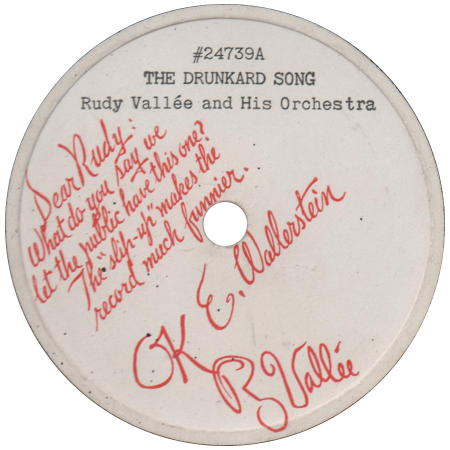 #24739A
THE DRUNKARD SONG
Rudy Vallée and His Orchestra
Dear Rudy:
What do you say we
let the public have this one?
The "slip-up" makes the
record much funnier.
E. Wallerstein
OK
R Vallée